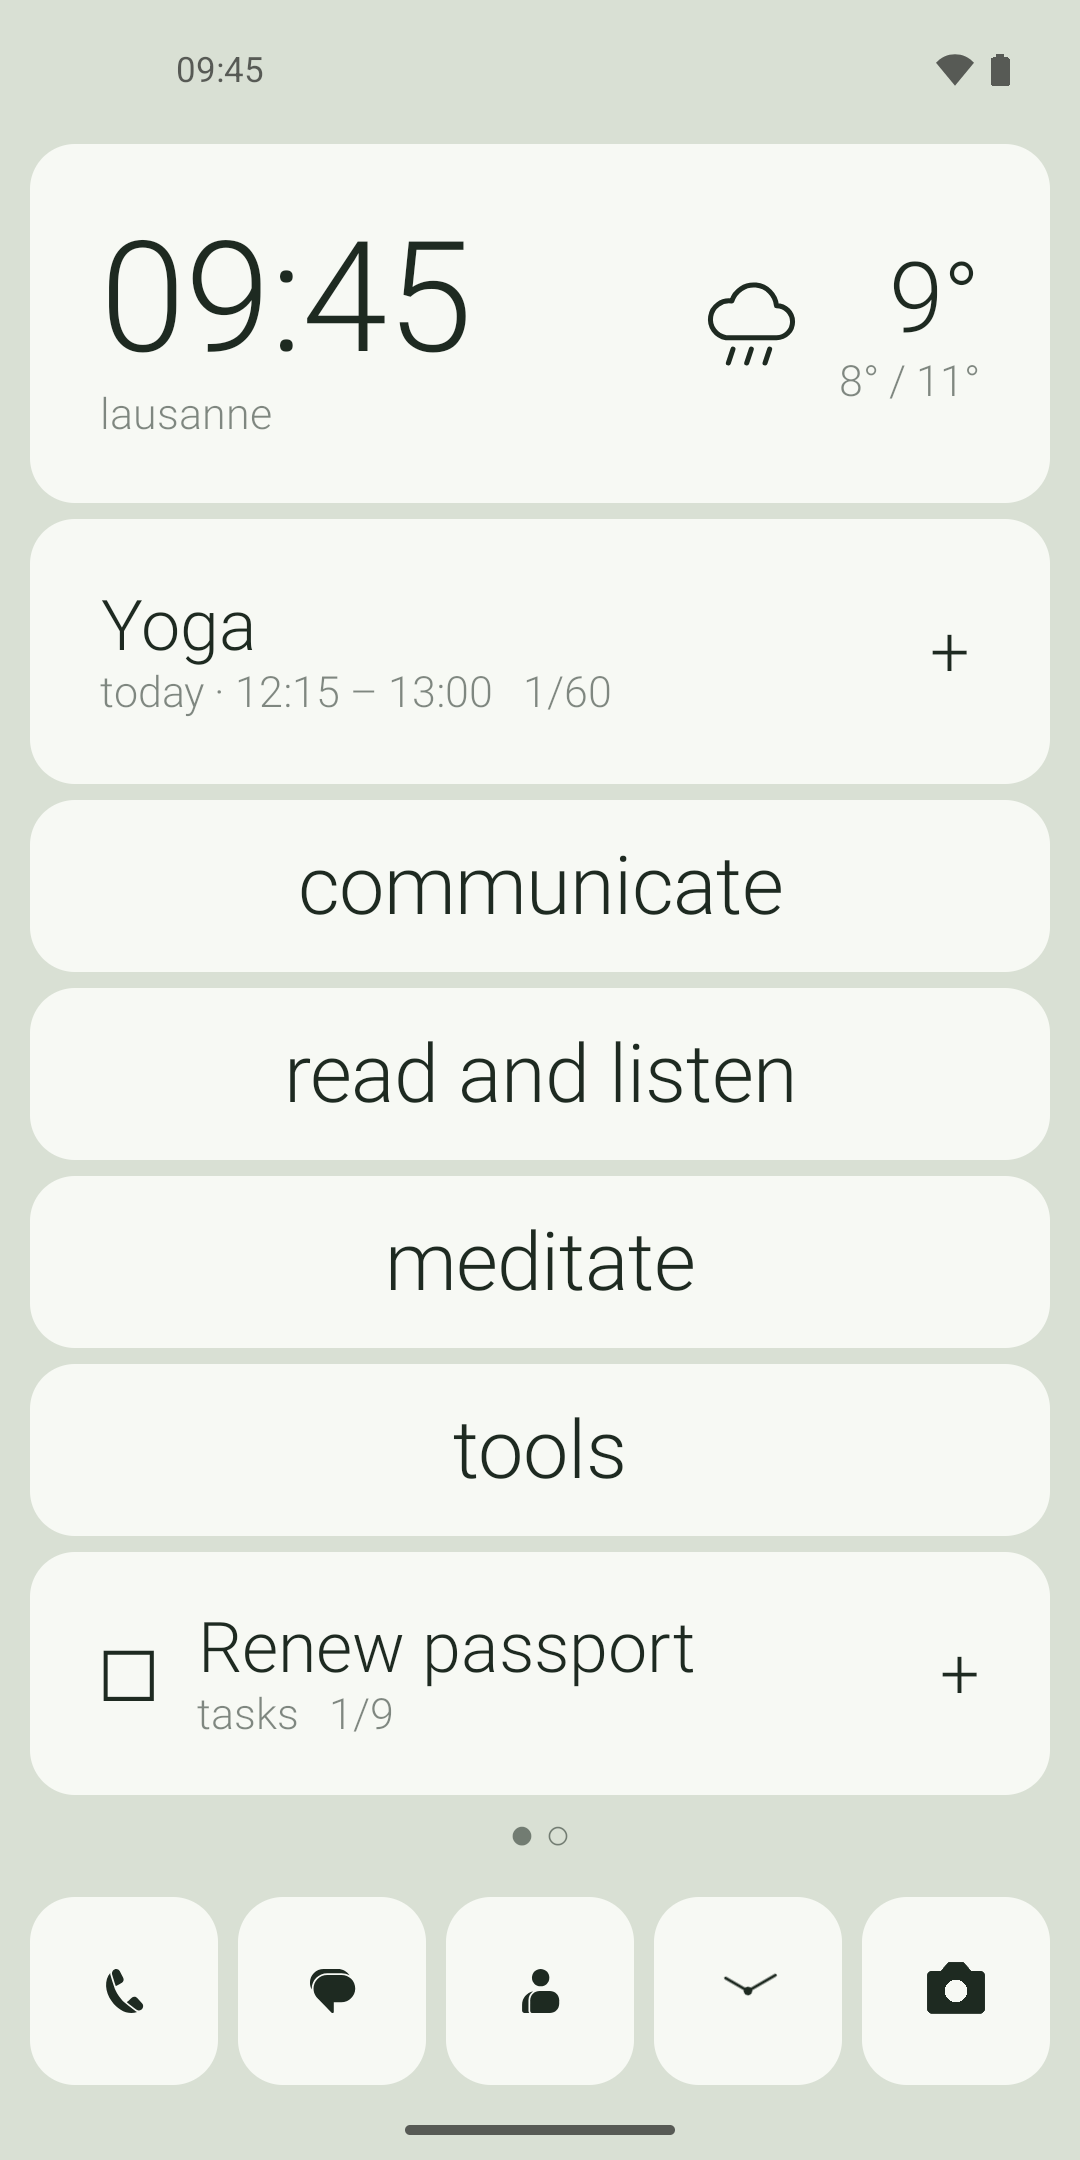 09:45
09:45
9°
8° / 11°
lausanne
Yoga
today · 12:15 – 13:00 1/60
+
communicate
read and listen
meditate
tools
Renew passport
tasks 1/9
+